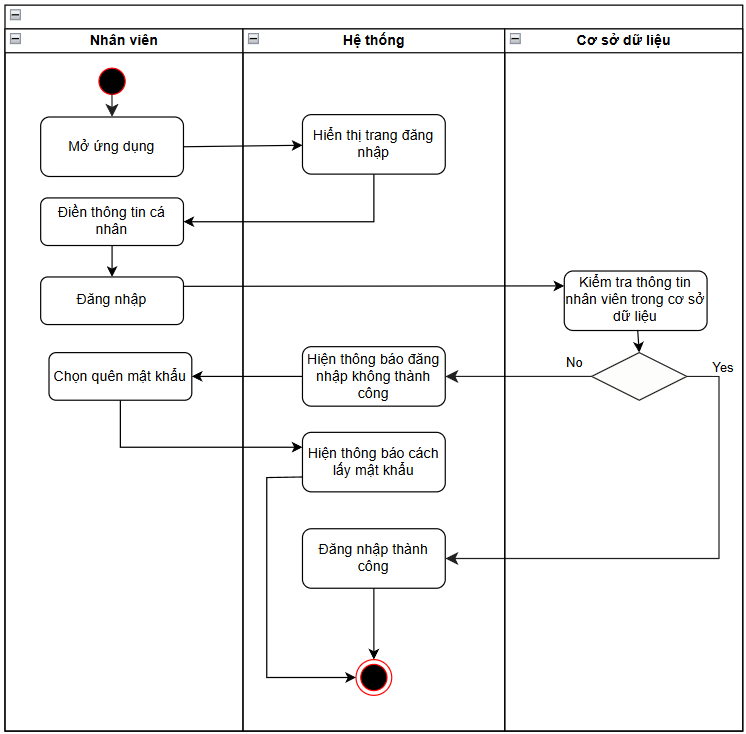 Nhân viên
Hệ thống
Cơ sở dữ liệu
Mở ứng dụng
Hiển thị trang đăng
nhập
Điền thông tin cá
nhân
Đăng nhập
Kiểm tra thông tin
nhân viên trong cơ sở
dữ liệu
No
Yes
Hiện thông báo đăng
nhập không thành
công
Chọn quên mật khẩu
Hiện thông báo cách
lấy mật khẩu
Đăng nhập thành
công